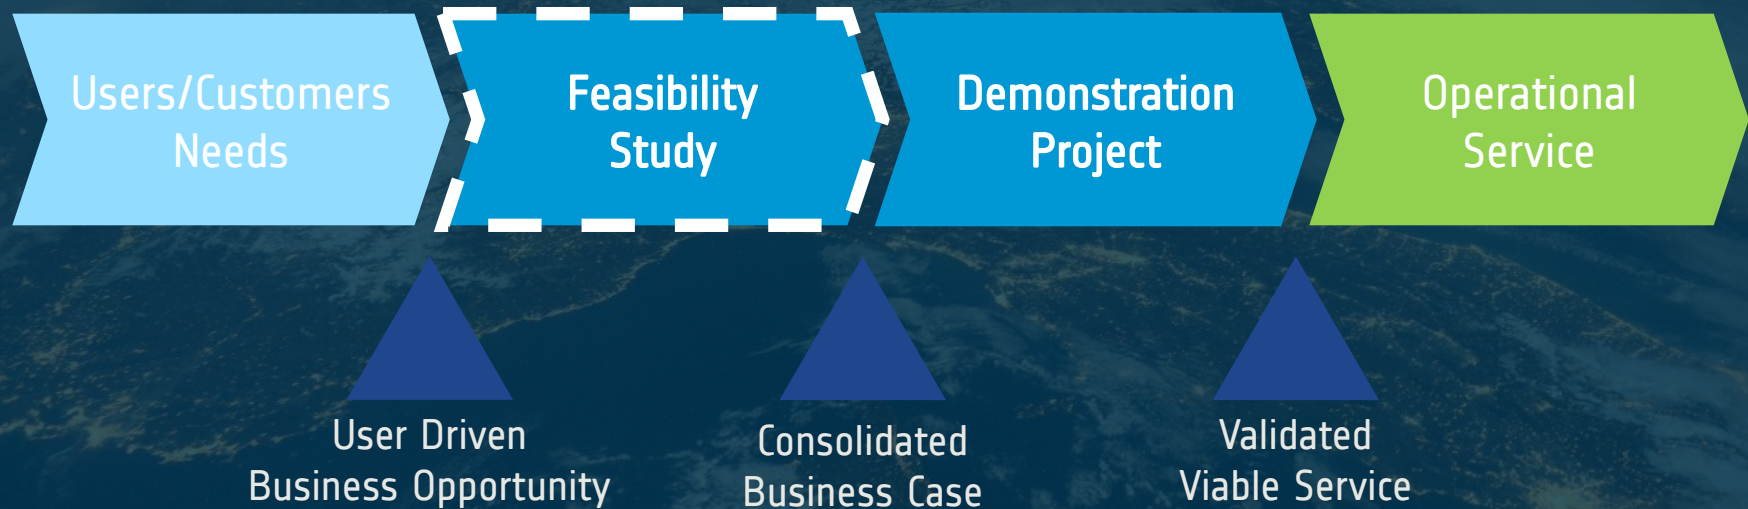 Users/Customers
Needs
Feasibility
Study
Demonstration
Project
Operational
Service
User Driven
Business Opportunity
Consolidated
Business Case
Validated
Viable Service